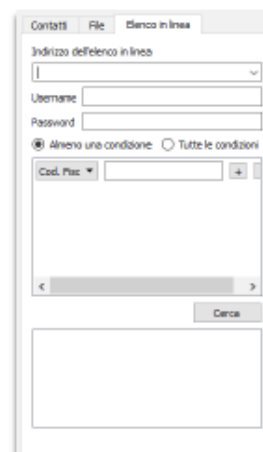 Contatti File Elenco in linea
Indirizzo dell'elenco in linea
Username
Password
Almeno una condizione Tutte le condizioni
Cod. Fisc +
Cerca